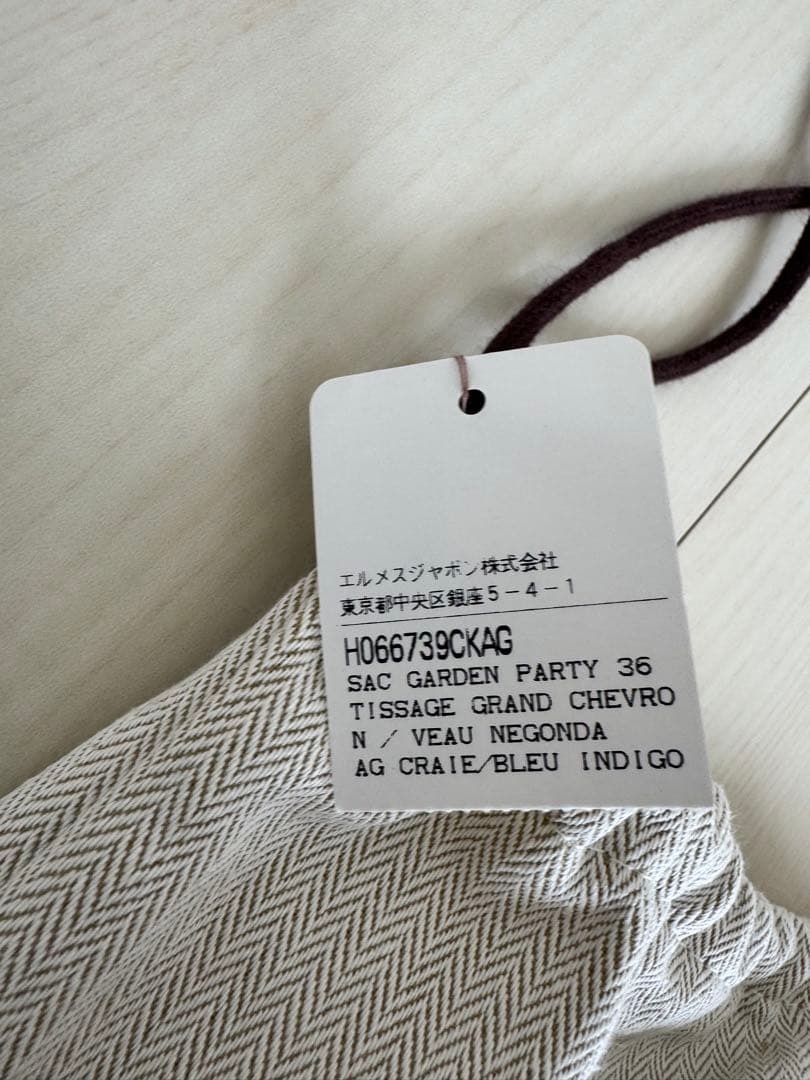 エルメスジャポン株式会社
東京都中央区銀座5-4-1
H066739CKAG
SAC GARDEN PARTY 36
TISSAGE GRAND CHEVRO
N / VEAU NEGONDA
AG CRAIE/BLEU INDIGO